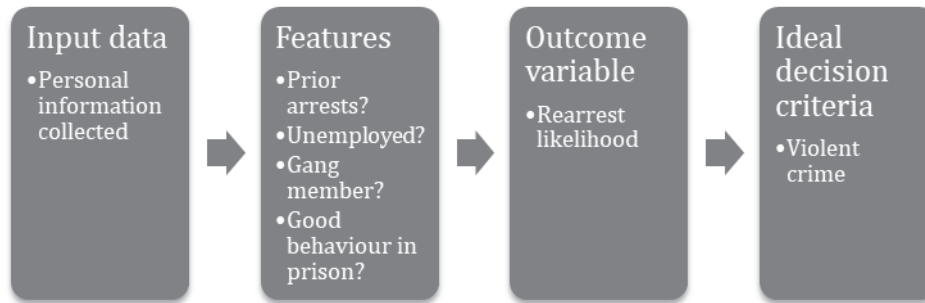 Input data
•Personal
information
collected
Features
•Prior
arrests?
•Unemployed?
•Gang
member?
•Good
behaviour in
prison?
Outcome
variable
•Rearrest
likelihood
Ideal
decision
criteria
•Violent
crime